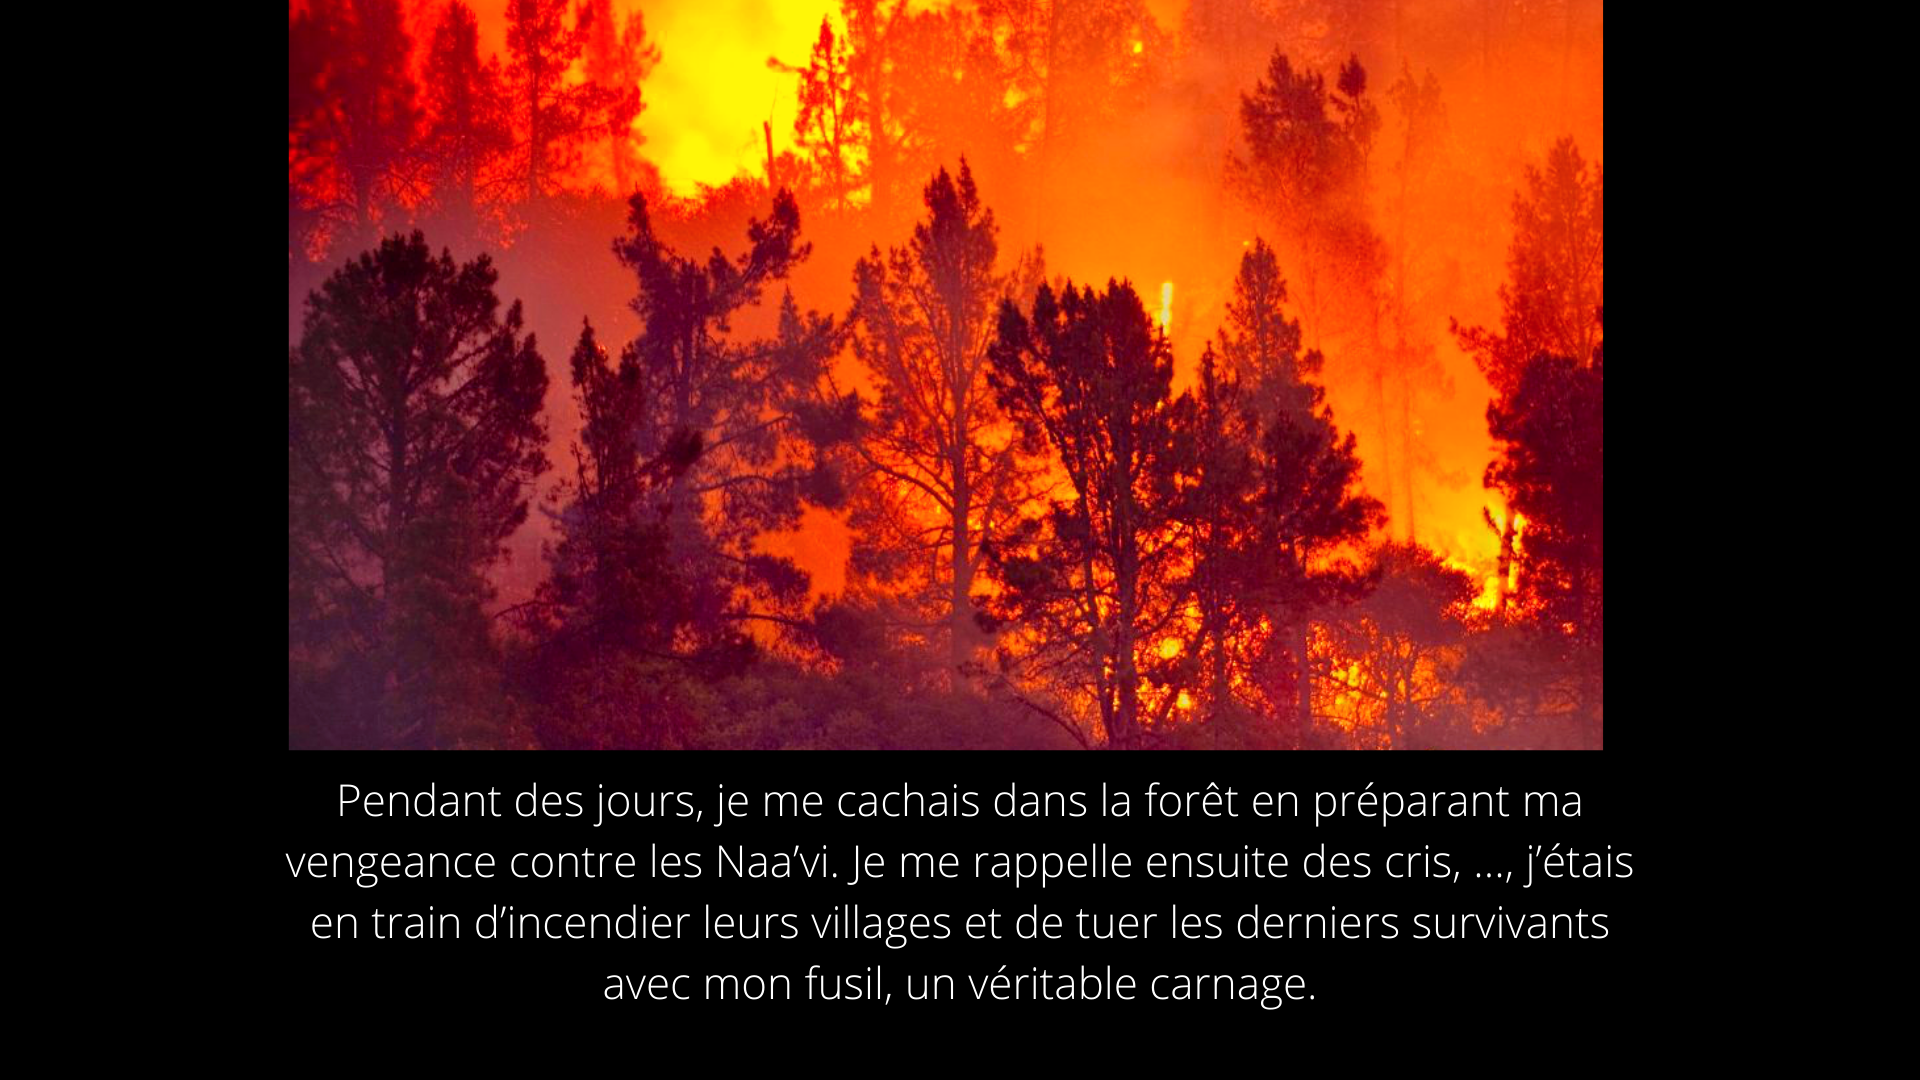 Pendant des jours, je me cachais dans la forêt en préparant ma
vengeance contre les Naa’vi. Je me rappelle ensuite des cris, ..., j’étais
en train d’incendier leurs villages et de tuer les derniers survivants
avec mon fusil, un véritable carnage.